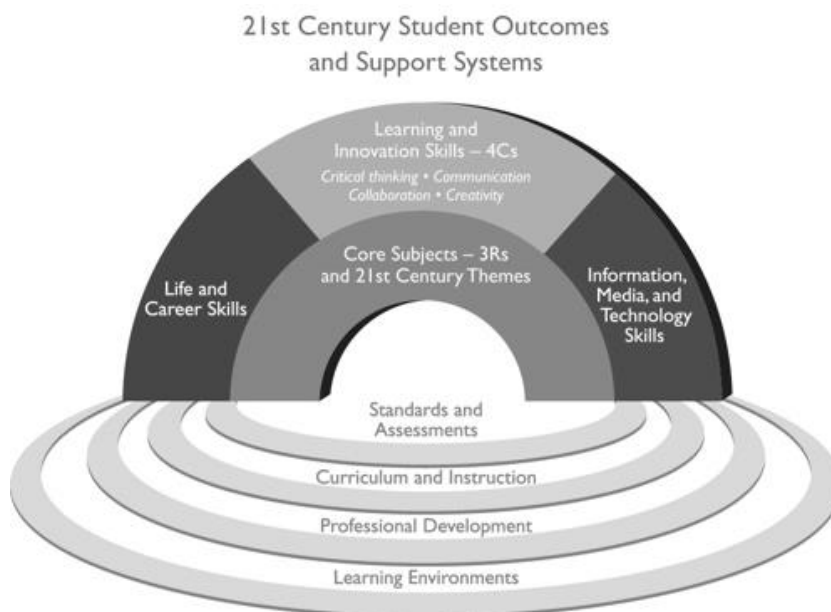 21st Century Student Outcomes
and Support Systems
Learning and
Innovation Skills – 4Cs
Critical thinking • Communication
Collaboration • Creativity
Core Subjects – 3Rs
and 21st Century Themes
Life and
Career Skills
Information,
Media, and
Technology
Skills
Standards and
Assessments
Curriculum and Instruction
Professional Development
Learning Environments